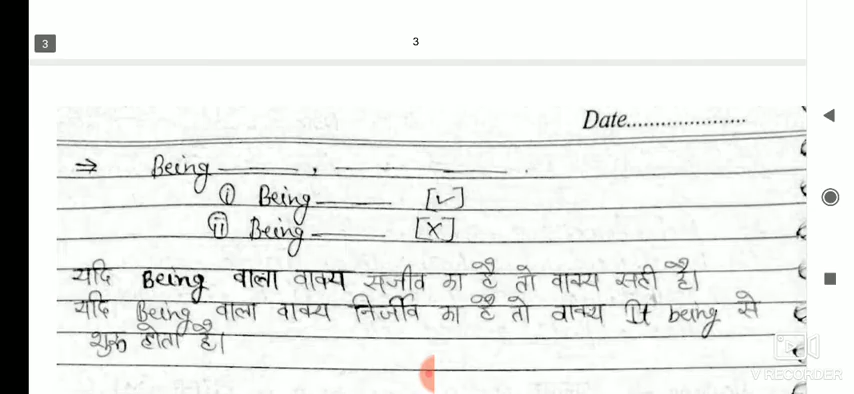 3
3
Date.....................
⇒ Being ______ , ____________ .
(i) Being ______ [✓]
(ii) Being ______ [X]
यदि Being वाला वाक्य सजीव का है तो वाक्य सही है।
यदि Being वाला वाक्य निर्जीव का है तो वाक्य It being से
शुरू होता है।
V RECORDER